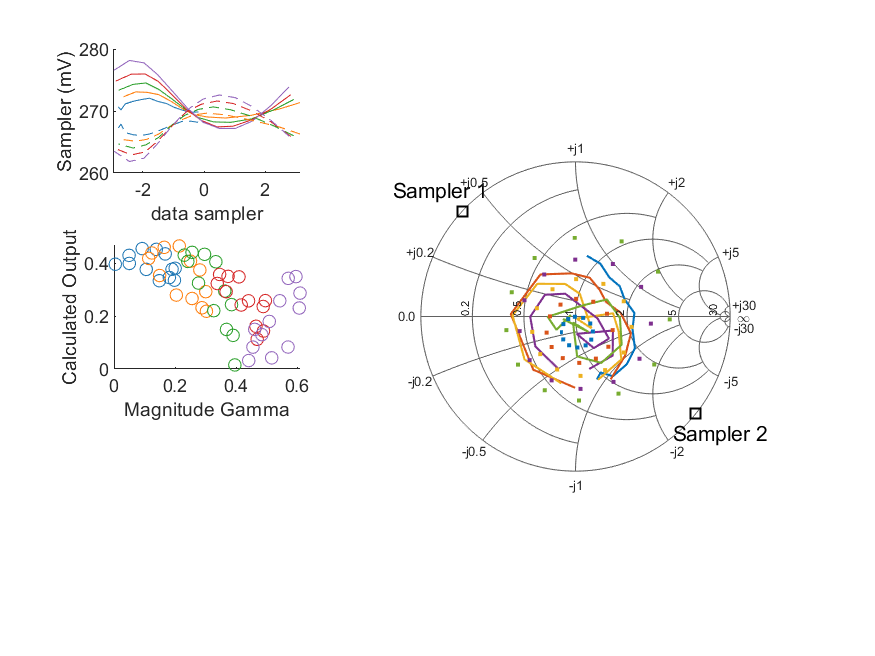 280
270
260
Sampler (mV)
-2
0
2
data sampler
0.4
0.2
0
Calculated Output
0
0.2
0.4
0.6
Magnitude Gamma
+j1
+j0.5
+j2
Sampler 1
+j0.2
+j5
0.0
0.2
0.5
1
2
5
30
+j30
∞
-j30
-j0.2
-j5
Sampler 2
-j0.5
-j2
-j1